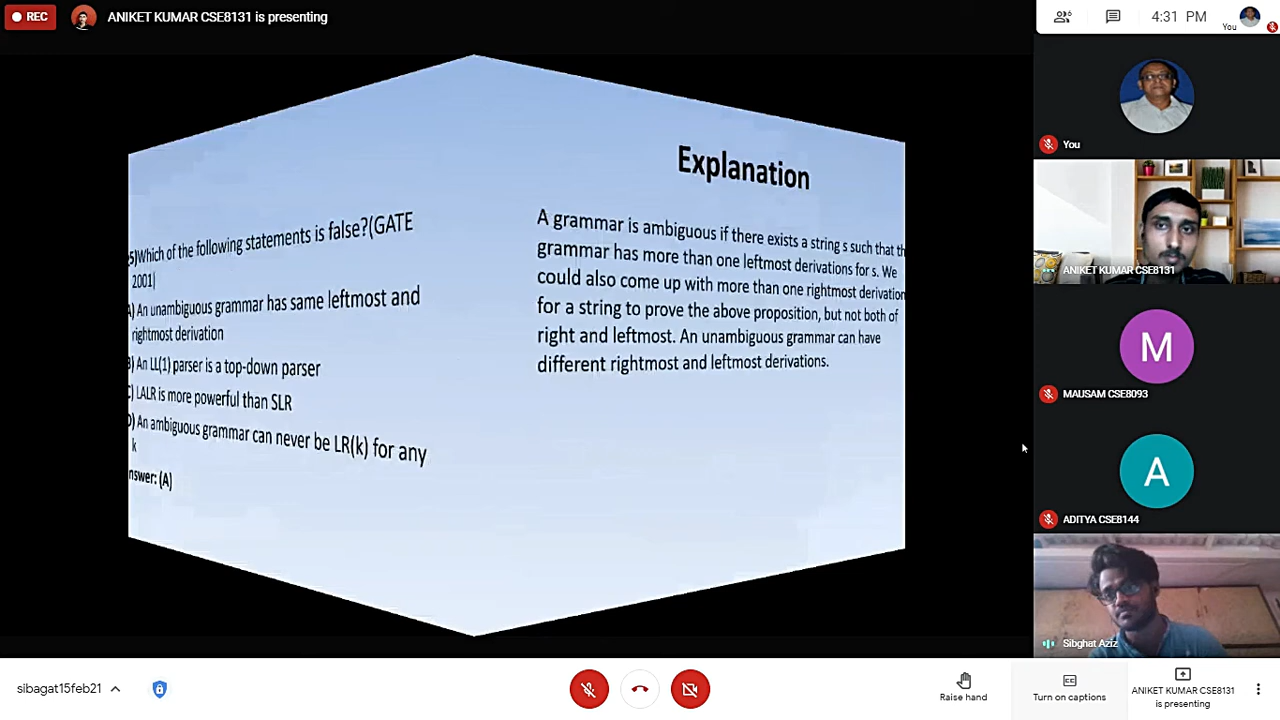 REC
ANIKET KUMAR CSE8131 is presenting
6
4:31 PM
You
You
Explanation
5)Which of the following statements is false?(GATE
2001
A) An unambiguous grammar has same leftmost and
rightmost derivation
B) An LL(1) parser is a top-down parser
C) LALR is more powerful than SLR
D) An ambiguous grammar can never be LR(k) for any
k
nswer: (A)
A grammar is ambiguous if there exists a string s such that th
grammar has more than one leftmost derivations for s. We
could also come up with more than one rightmost derivation
for a string to prove the above proposition, but not both of
right and leftmost. An unambiguous grammar can have
different rightmost and leftmost derivations.
ANIKET KUMAR CSE8131
M
MAUSAM CSE8093
A
ADITYA CSE8144
Sibghat Aziz
sibagat15feb21
Raise hand
CC
Turn on captions
ANIKET KUMAR CSE8131
is presenting